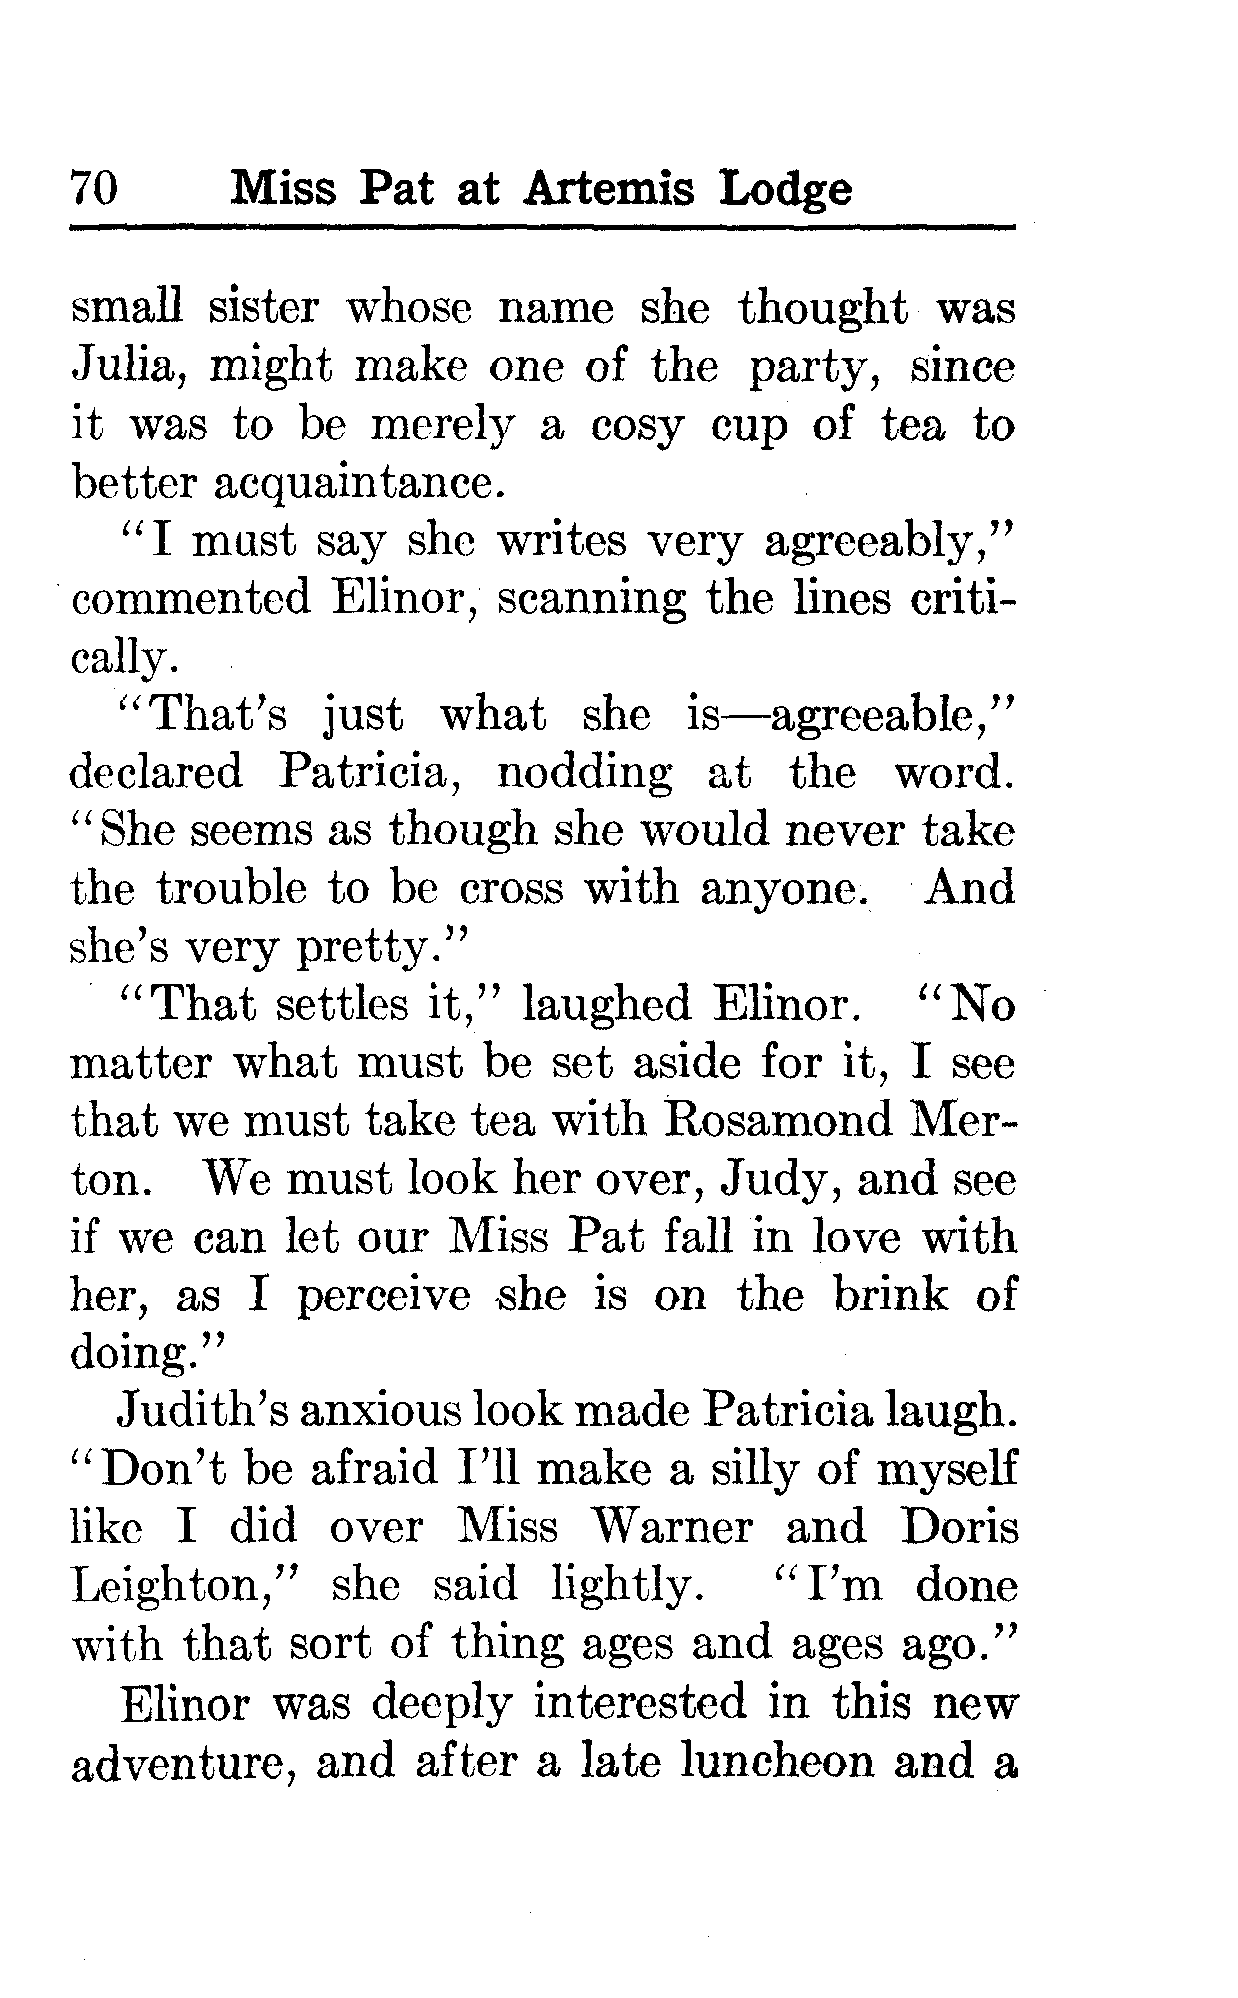 70 Miss Pat at Artemis Lodge
small sister whose name she thought was
Julia, might make one of the party, since
it was to be merely a cosy cup of tea to
better acquaintance.
"I must say she writes very agreeably,"
commented Elinor, scanning the lines criti-
cally.
"That's just what she is—agreeable,"
declared Patricia, nodding at the word.
"She seems as though she would never take
the trouble to be cross with anyone. And
she's very pretty."
"That settles it," laughed Elinor. "No
matter what must be set aside for it, I see
that we must take tea with Rosamond Mer-
ton. We must look her over, Judy, and see
if we can let our Miss Pat fall in love with
her, as I perceive she is on the brink of
doing."
Judith's anxious look made Patricia laugh.
"Don't be afraid I'll make a silly of myself
like I did over Miss Warner and Doris
Leighton," she said lightly. "I'm done
with that sort of thing ages and ages ago."
Elinor was deeply interested in this new
adventure, and after a late luncheon and a